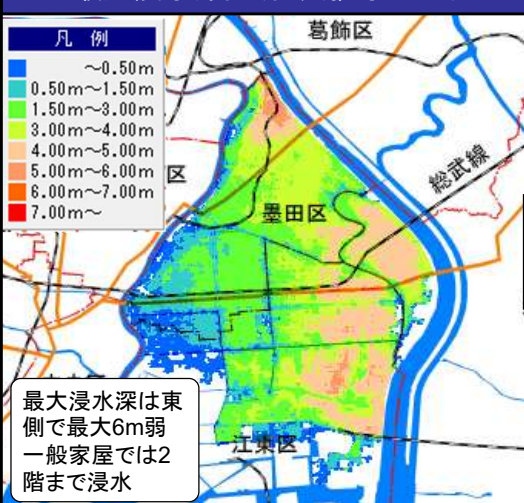 葛飾区
凡 例
～0.50m
0.50m～1.50m
1.50m～3.00m
3.00m～4.00m
4.00m～5.00m
5.00m～6.00m
6.00m～7.00m
7.00m～
区
総武線
墨田区
江東区
最大浸水深は東
側で最大6m弱
一般家屋では2
階まで浸水